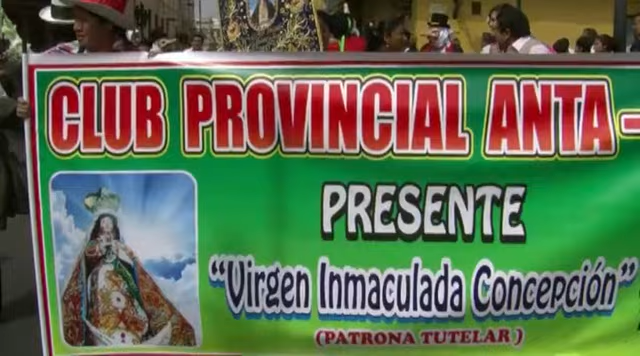 CLUB PROVINCIAL ANTA -
PRESENTE
"Virgen Inmaculada Concepción"
(PATRONA TUTELAR)